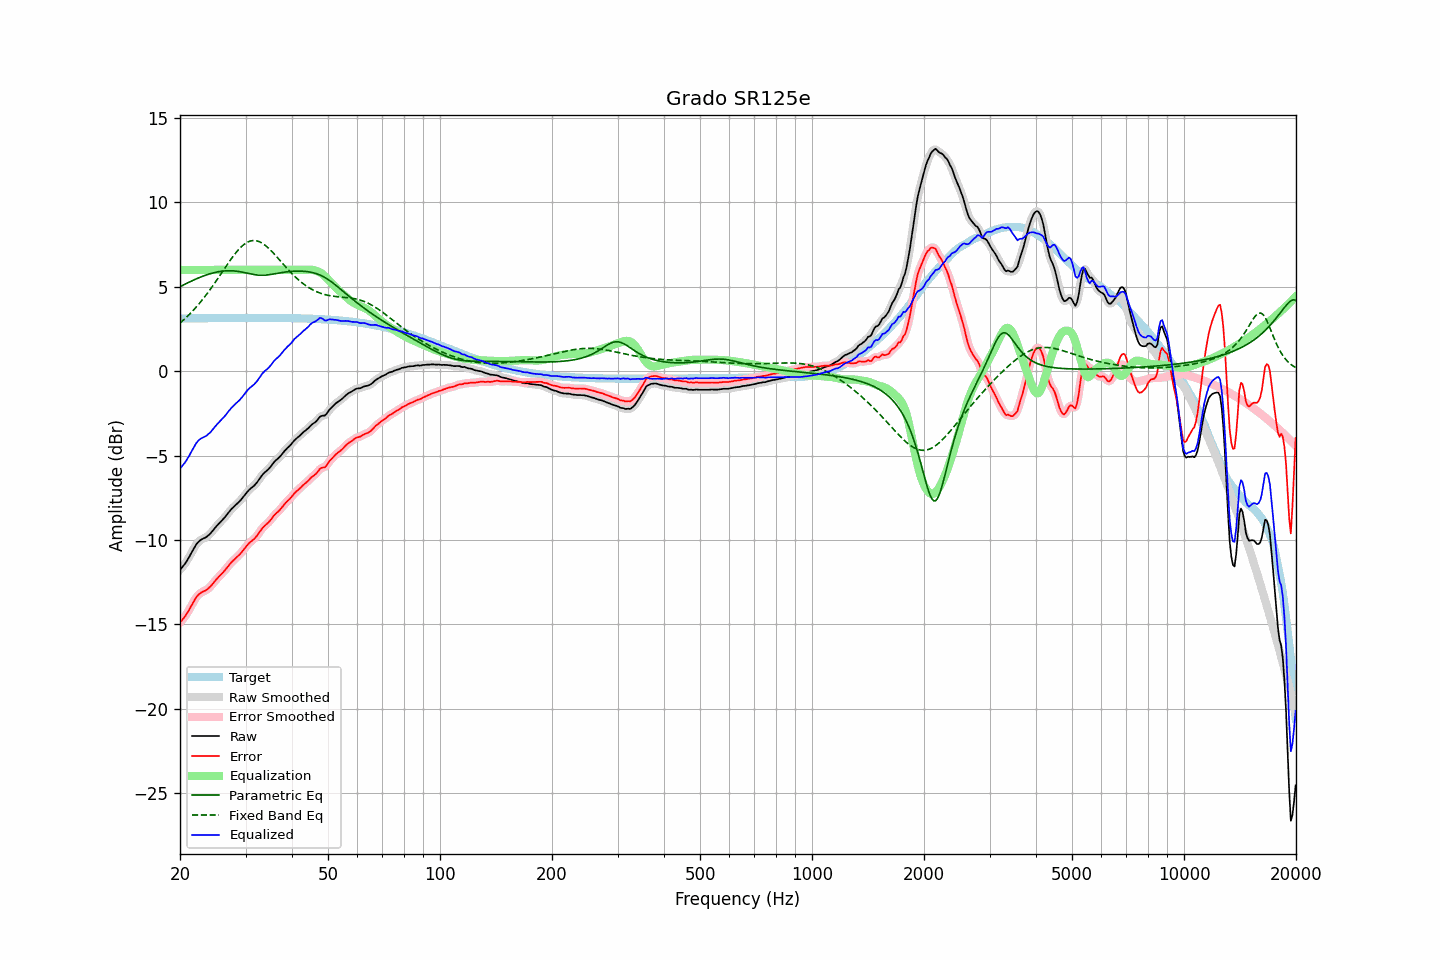 Grado SR125e
15
10
5
0
−5
−10
−15
−20
−25
Amplitude (dBr)
Target
Raw Smoothed
Error Smoothed
Raw
Error
Equalization
Parametric Eq
Fixed Band Eq
Equalized
20 50 100 200 500 1000 2000 5000 10000 20000
Frequency (Hz)